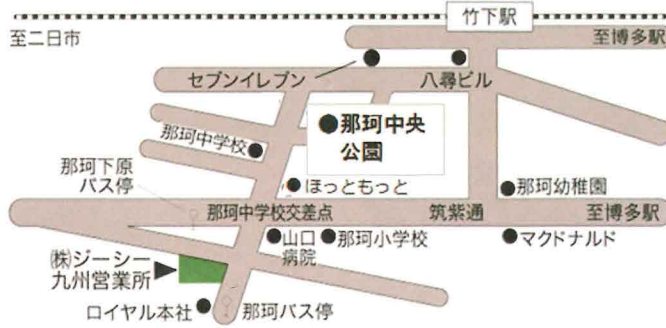 竹下駅
至二日市
至博多駅
セブンイレブン
八尋ビル
●那珂中央
公園
那珂中学校
那珂下原
バス停
ほっともっと
那珂幼稚園
那珂中学校交差点
筑紫通
至博多駅
山口
病院
那珂小学校
マクドナルド
㈱ジーシー
九州営業所
ロイヤル本社
那珂バス停